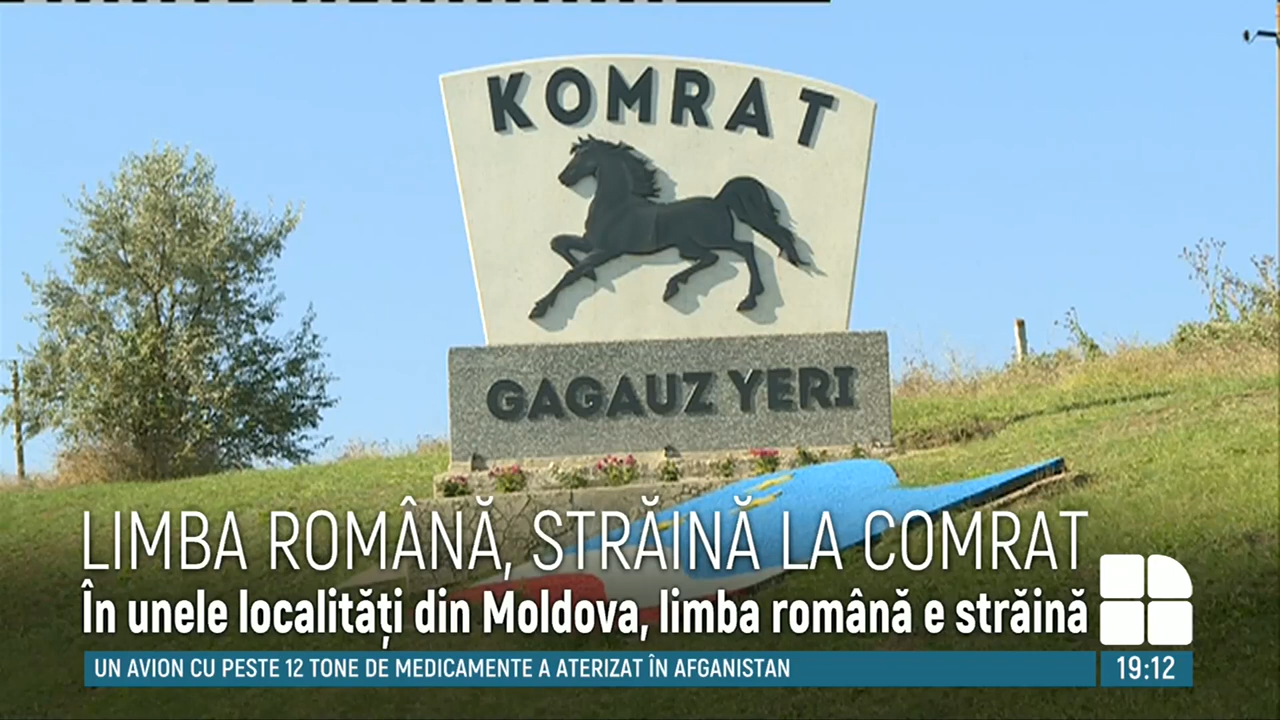 KOMRAT
GAGAUZ YERI
LIMBA ROMÂNĂ, STRĂINĂ LA COMRAT
În unele localități din Moldova, limba română e străină
UN AVION CU PESTE 12 TONE DE MEDICAMENTE A ATERIZAT ÎN AFGANISTAN
19:12